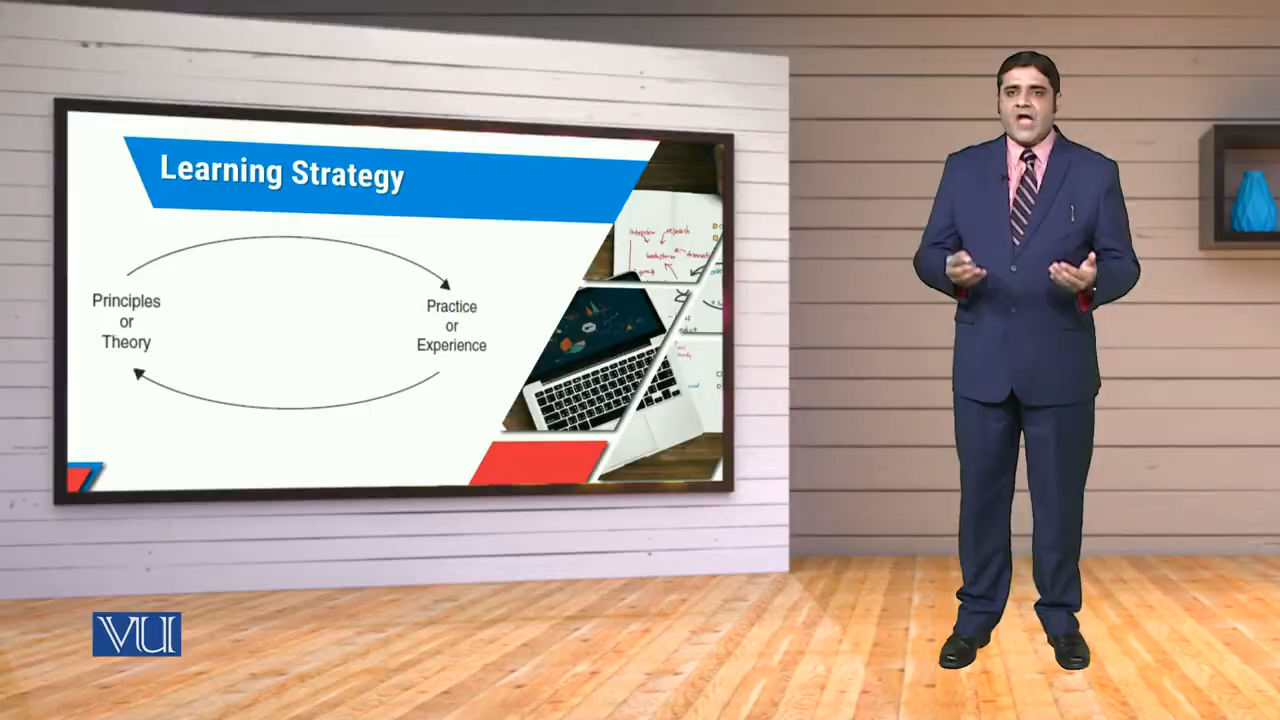 Learning Strategy
Principles
or
Theory
Practice
or
Experience
VU